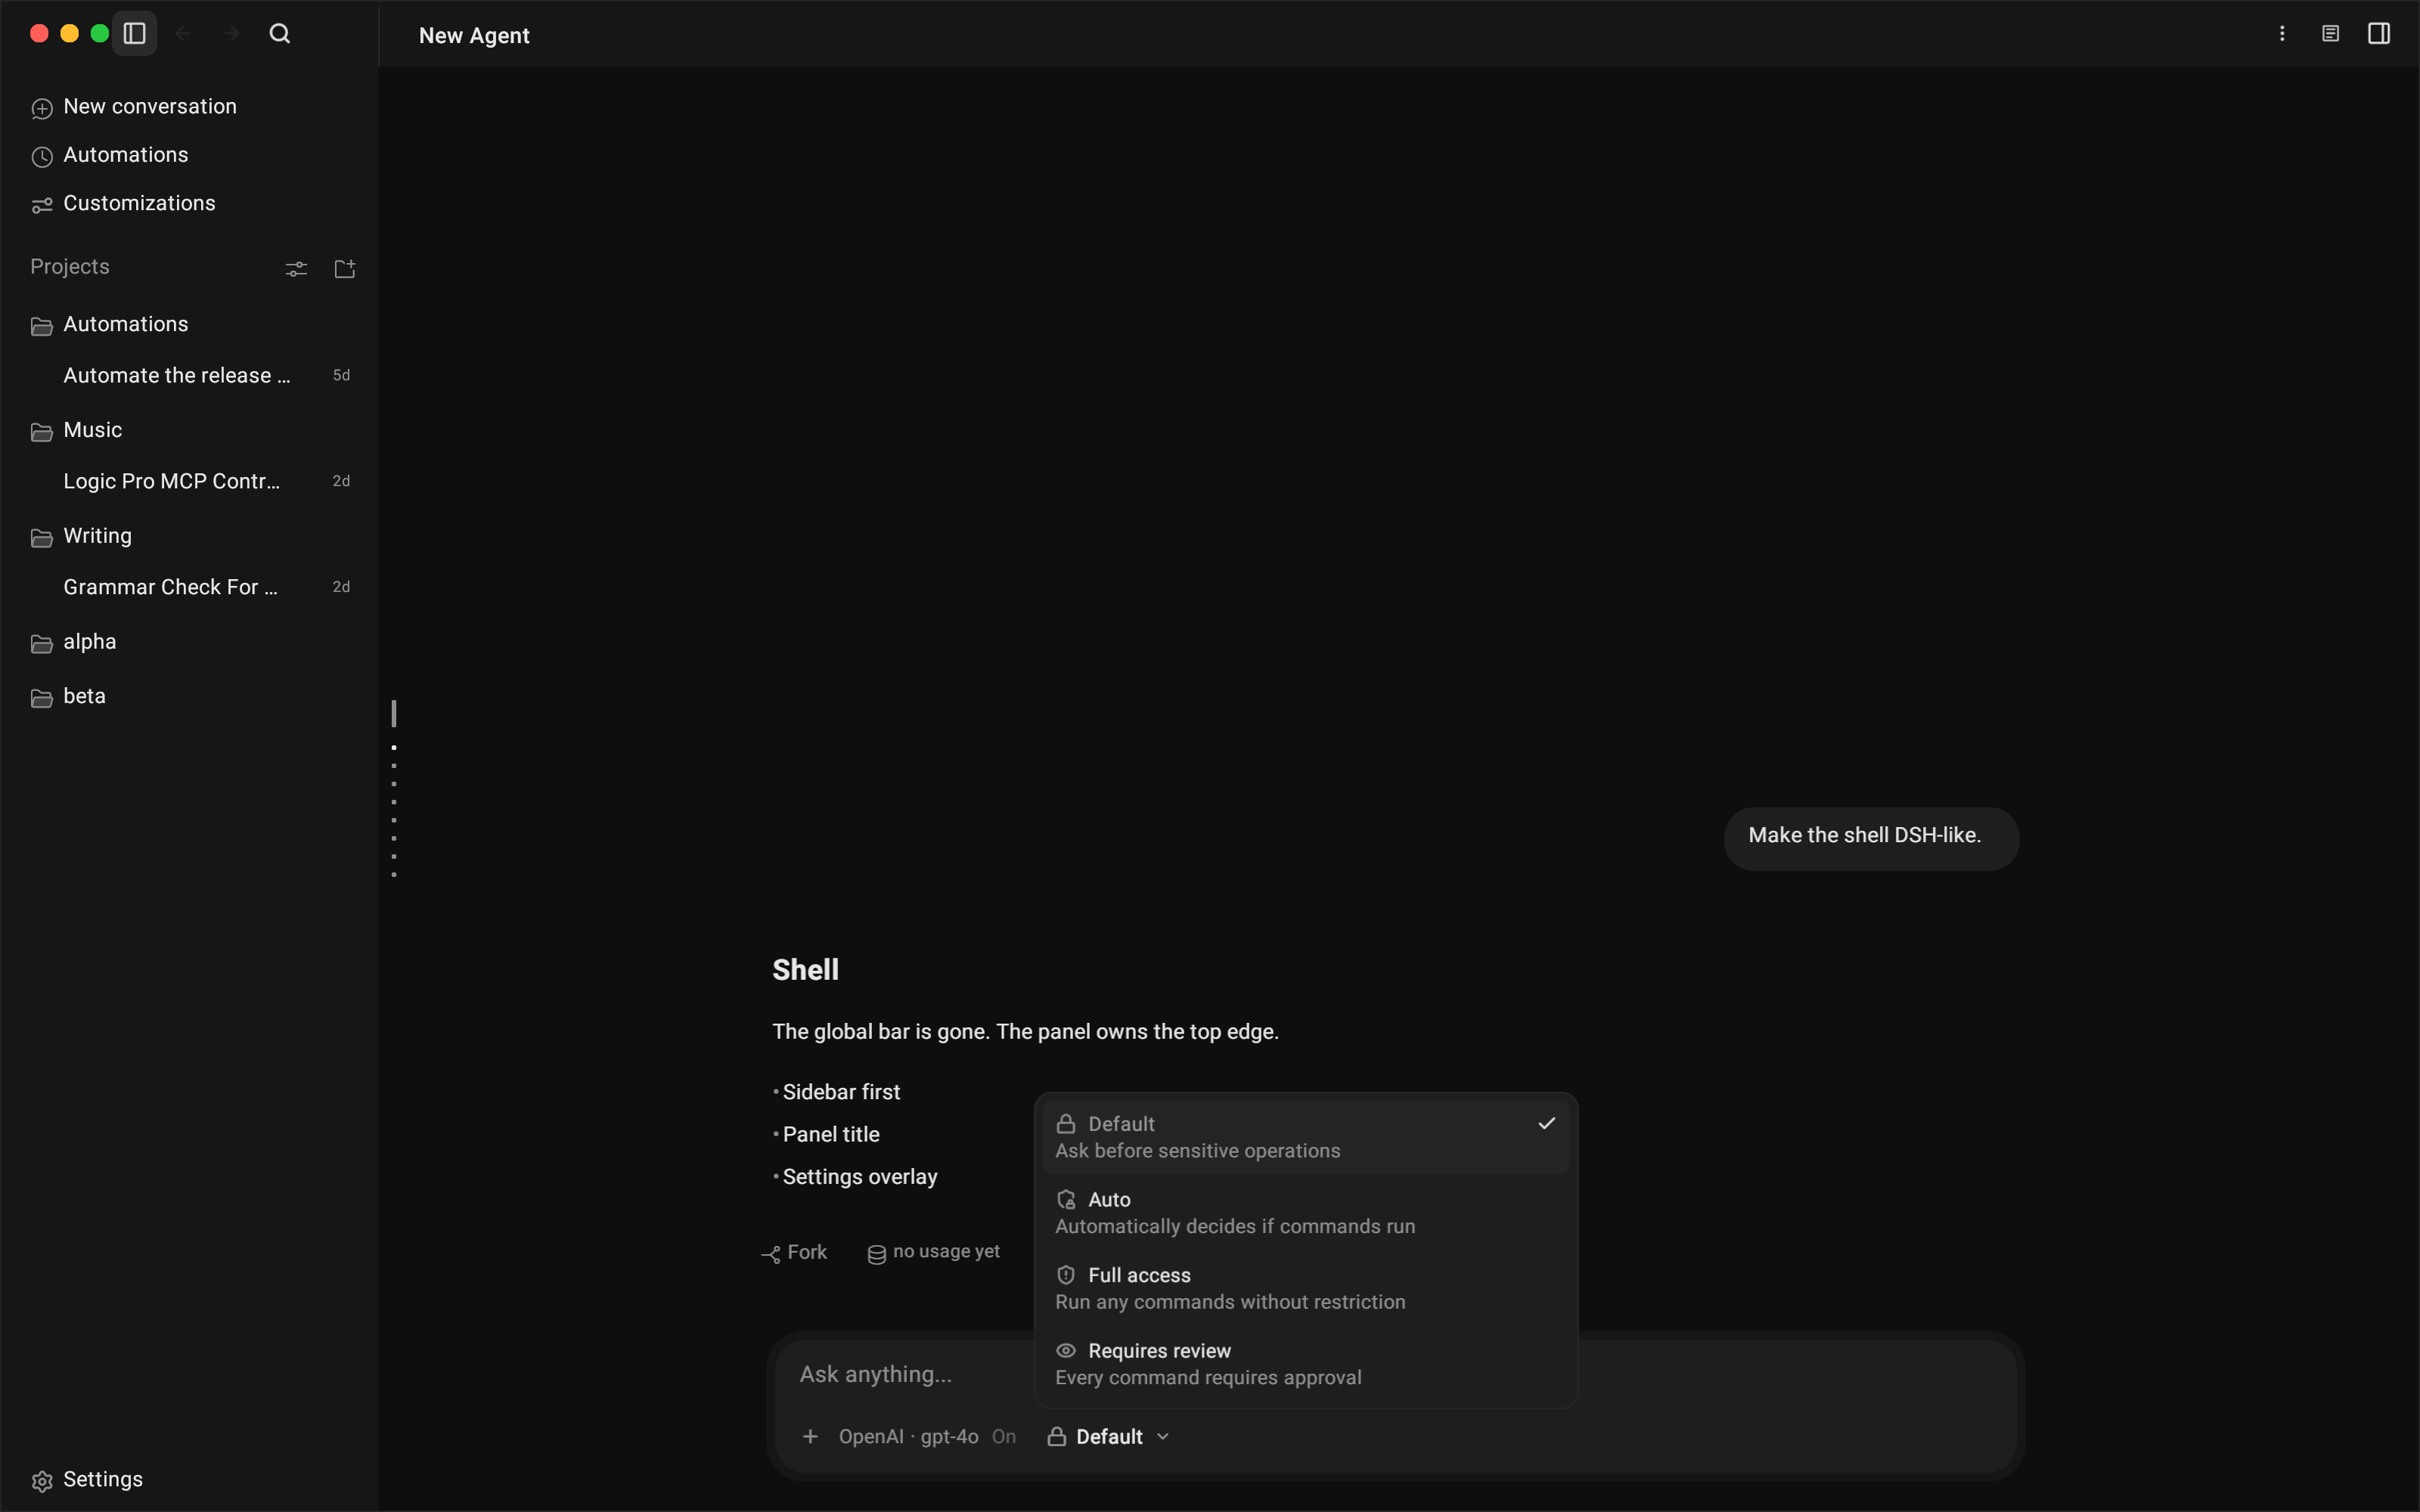 New Agent
New conversation
Automations
Customizations
Projects
Automations
Automate the release ... 5d
Music
Logic Pro MCP Contr... 2d
Writing
Grammar Check For ... 2d
alpha
beta
Settings
Make the shell DSH-like.
Shell
The global bar is gone. The panel owns the top edge.
• Sidebar first
• Panel title
• Settings overlay
Fork no usage yet
Default
Ask before sensitive operations
Auto
Automatically decides if commands run
Full access
Run any commands without restriction
Requires review
Every command requires approval
Ask anything...
OpenAI · gpt-4o On Default